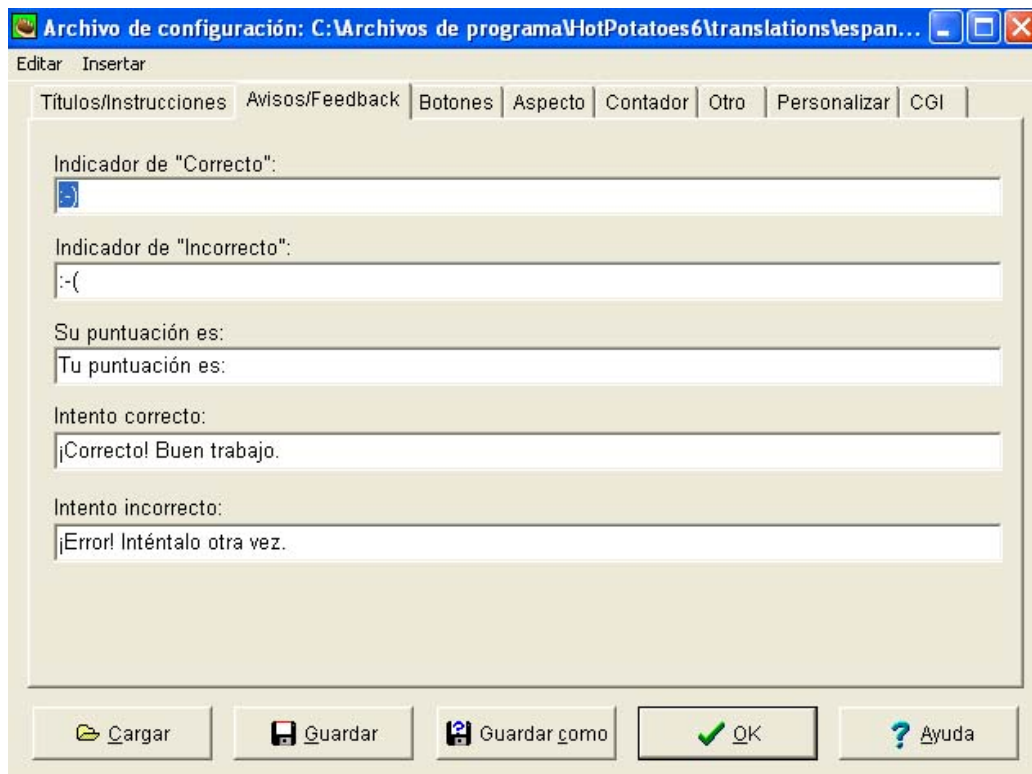 Archivo de configuración: C:\Archivos de programa\HotPotatoes6\translations\espan...
Editar Insertar
Títulos/Instrucciones Avisos/Feedback Botones Aspecto Contador Otro Personalizar CGI
Indicador de "Correcto":
:-)
Indicador de "Incorrecto":
:-(
Su puntuación es:
Tu puntuación es:
Intento correcto:
¡Correcto! Buen trabajo.
Intento incorrecto:
¡Error! Inténtalo otra vez.
Cargar Guardar Guardar como OK Ayuda